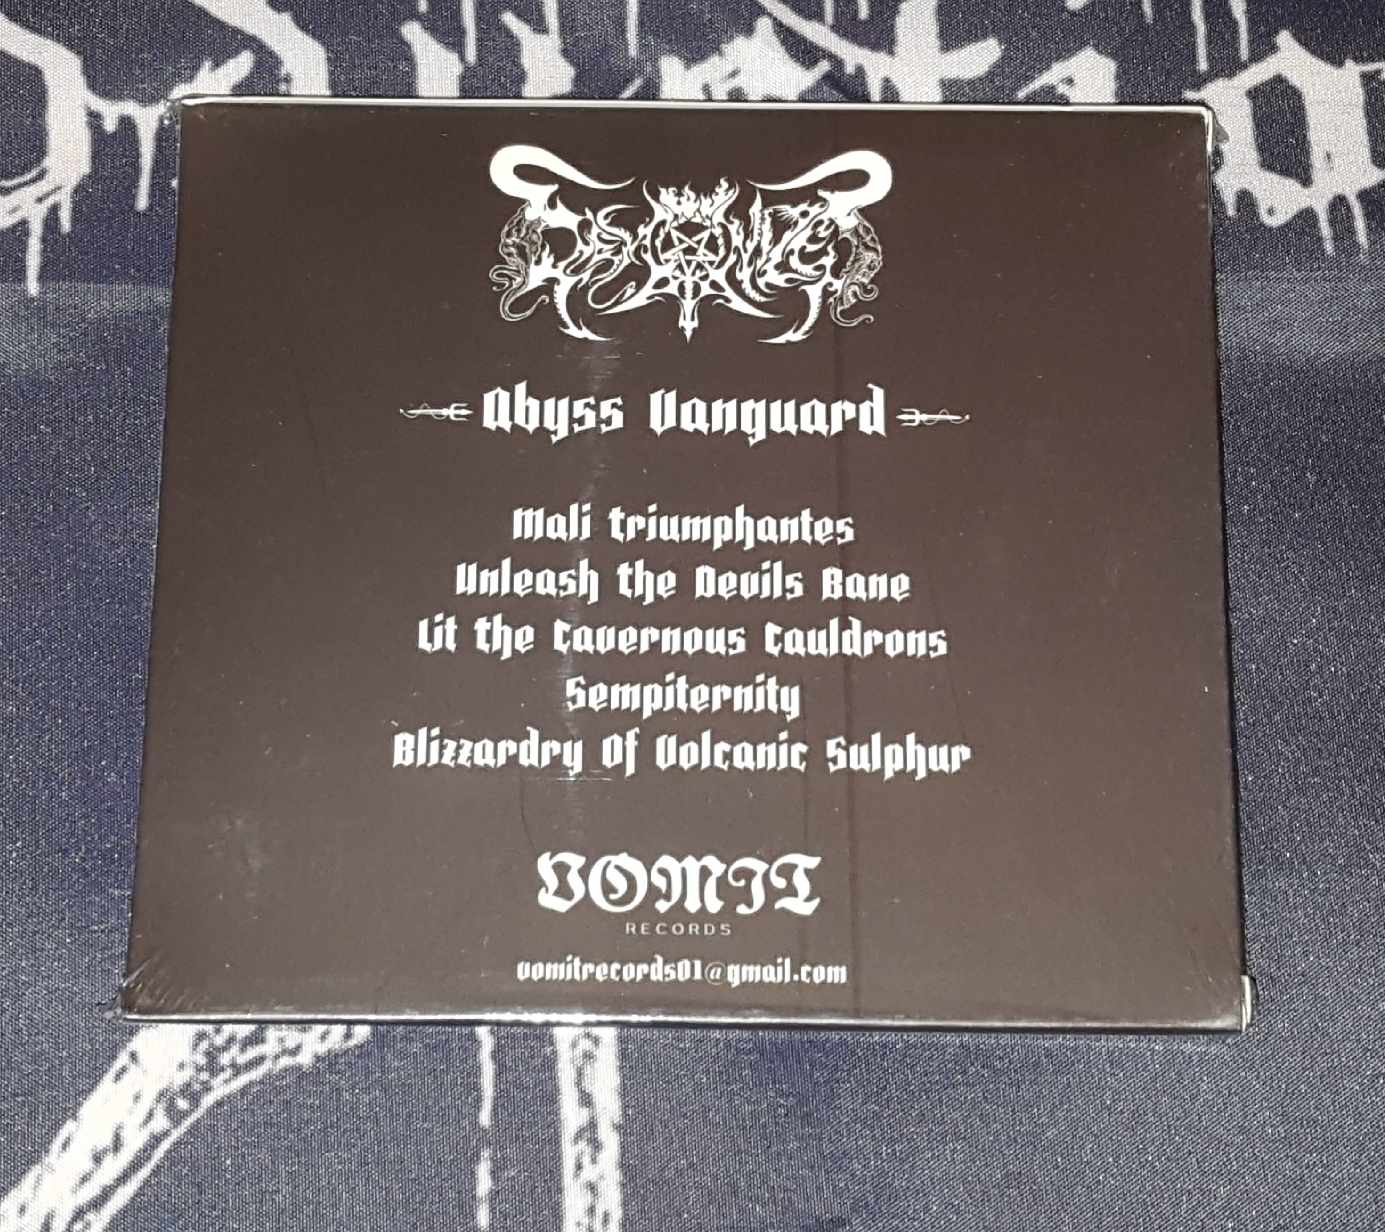 Abyss Vanguard
Mali triumphantes
Unleash the Devils Bane
Lit the Cavernous Cauldrons
Sempiternity
Blizzardry Of Volcanic Sulphur
VOMIT
RECORDS
vomitrecords01@gmail.com